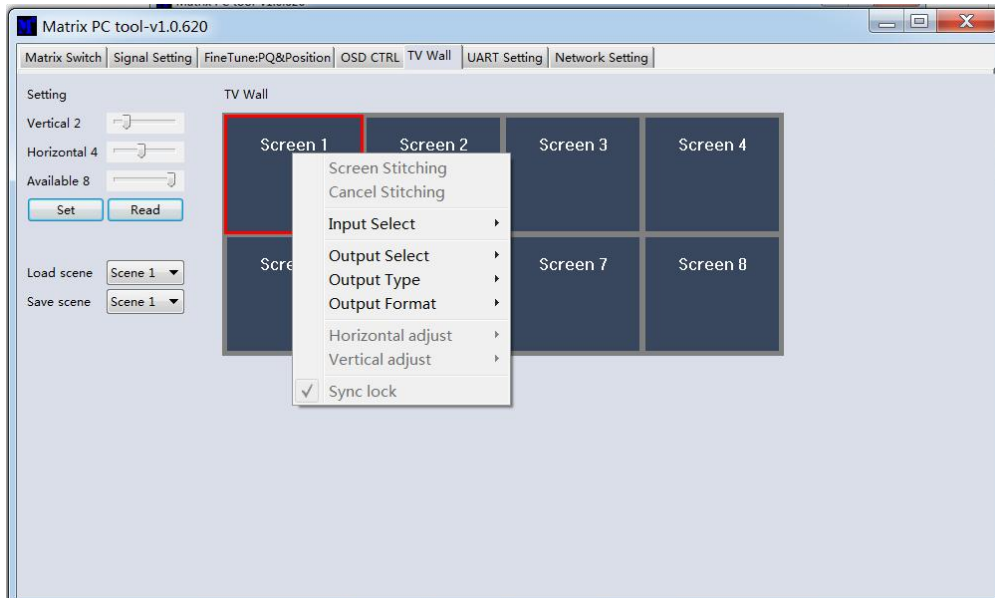 Matrix PC tool-v1.0.620
Matrix Switch Signal Setting FineTune:PQ&Position OSD CTRL TV Wall UART Setting Network Setting
Setting
TV Wall
Vertical 2
Horizontal 4
Available 8
Set Read
Load scene Scene 1
Save scene Scene 1
Screen 1 Screen 2 Screen 3 Screen 4
Scre Screen 7 Screen 8
Screen Stitching
Cancel Stitching
Input Select
Output Select
Output Type
Output Format
Horizontal adjust
Vertical adjust
Sync lock